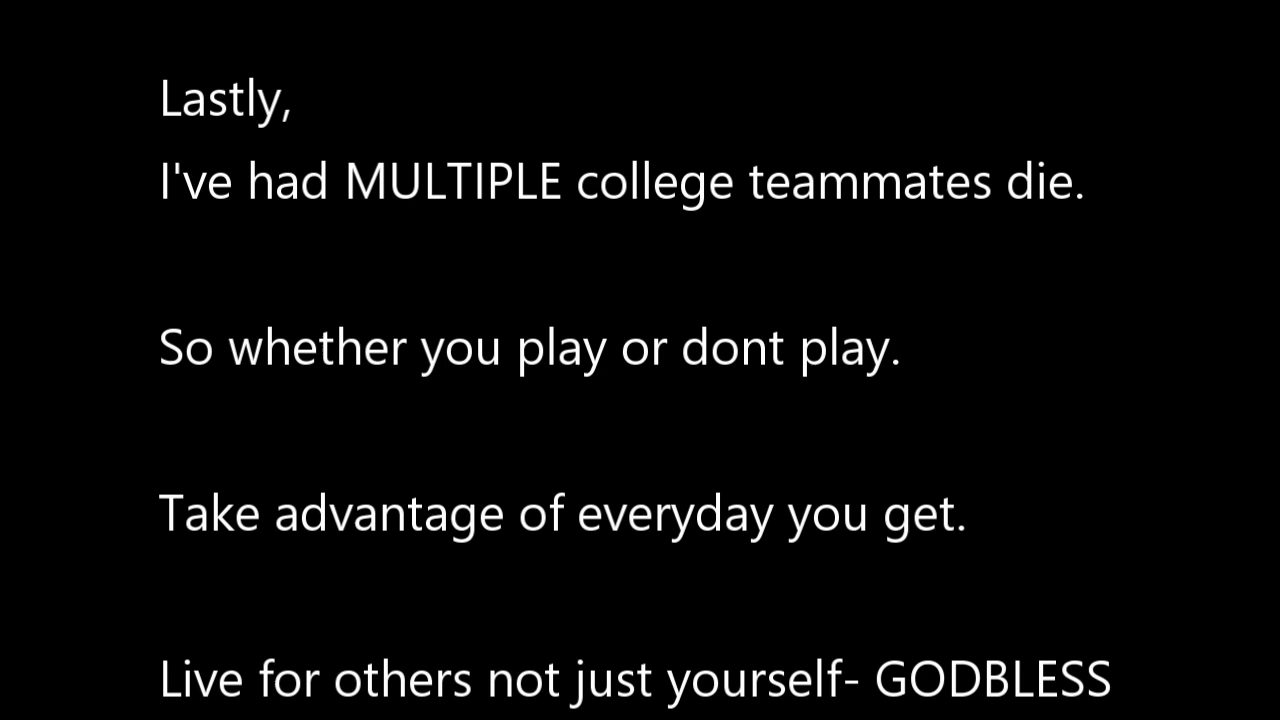 Lastly,
I've had MULTIPLE college teammates die.
So whether you play or dont play.
Take advantage of everyday you get.
Live for others not just yourself- GODBLESS